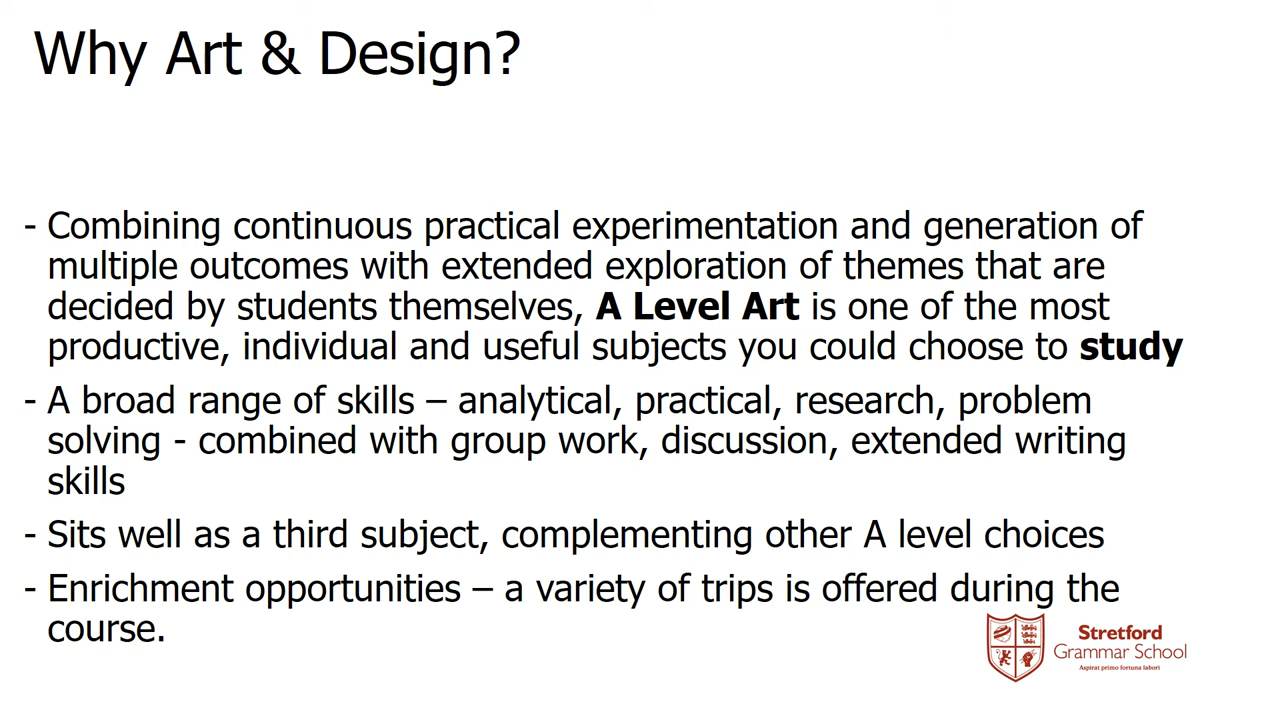 Why Art & Design?
- Combining continuous practical experimentation and generation of
multiple outcomes with extended exploration of themes that are
decided by students themselves, A Level Art is one of the most
productive, individual and useful subjects you could choose to study
- A broad range of skills – analytical, practical, research, problem
solving - combined with group work, discussion, extended writing
skills
- Sits well as a third subject, complementing other A level choices
- Enrichment opportunities – a variety of trips is offered during the
course.
Stretford
Grammar School
Aspirat primo fortuna labori